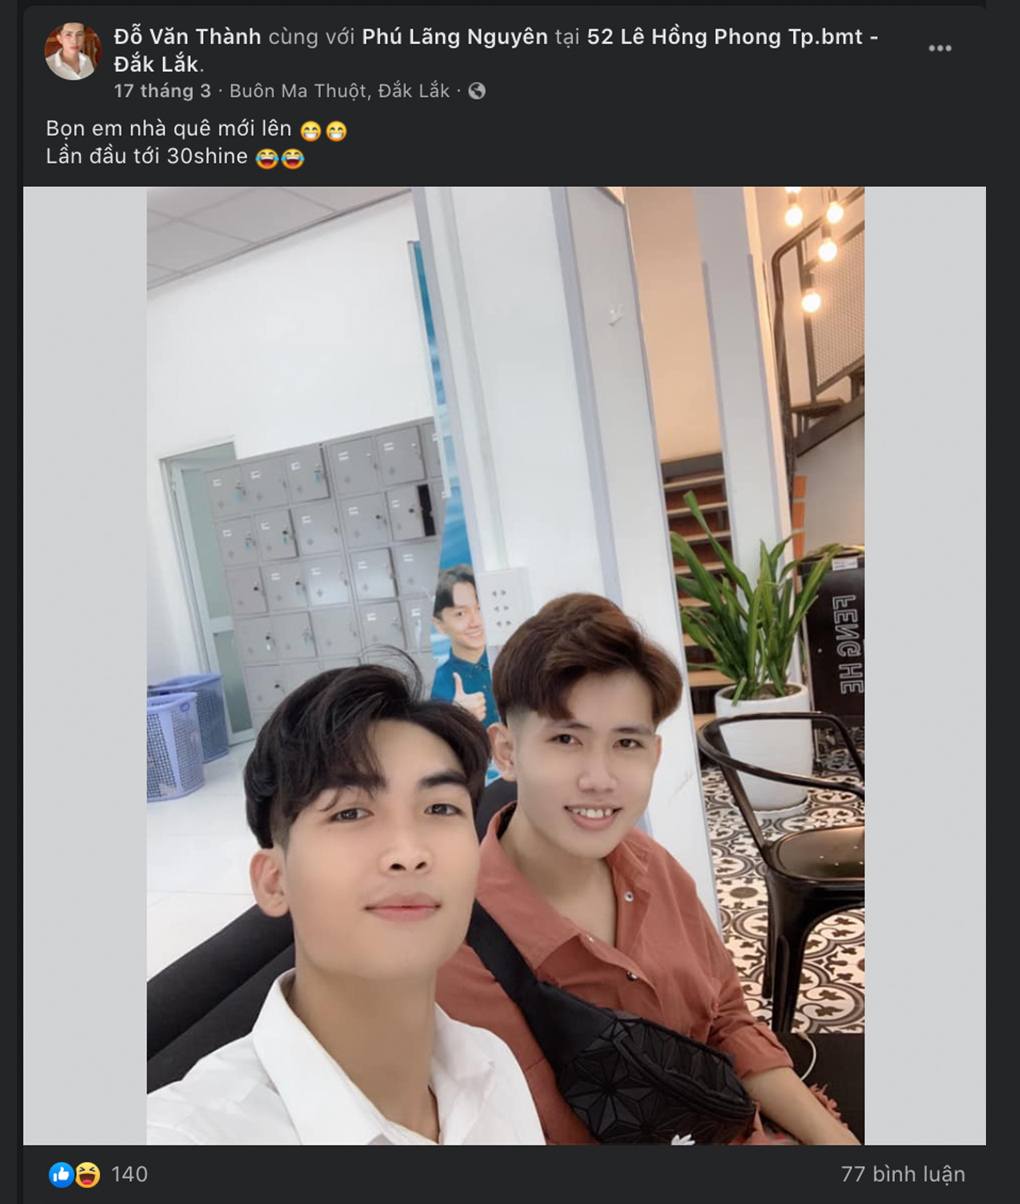 Đỗ Văn Thành cùng với Phú Lãng Nguyên tại 52 Lê Hồng Phong Tp.bmt -
Đắk Lắk.
17 tháng 3 · Buôn Ma Thuột, Đắk Lắk ·
Bọn em nhà quê mới lên 😁😁
Lần đầu tới 30shine 😂😂
LENG HE
140
77 bình luận